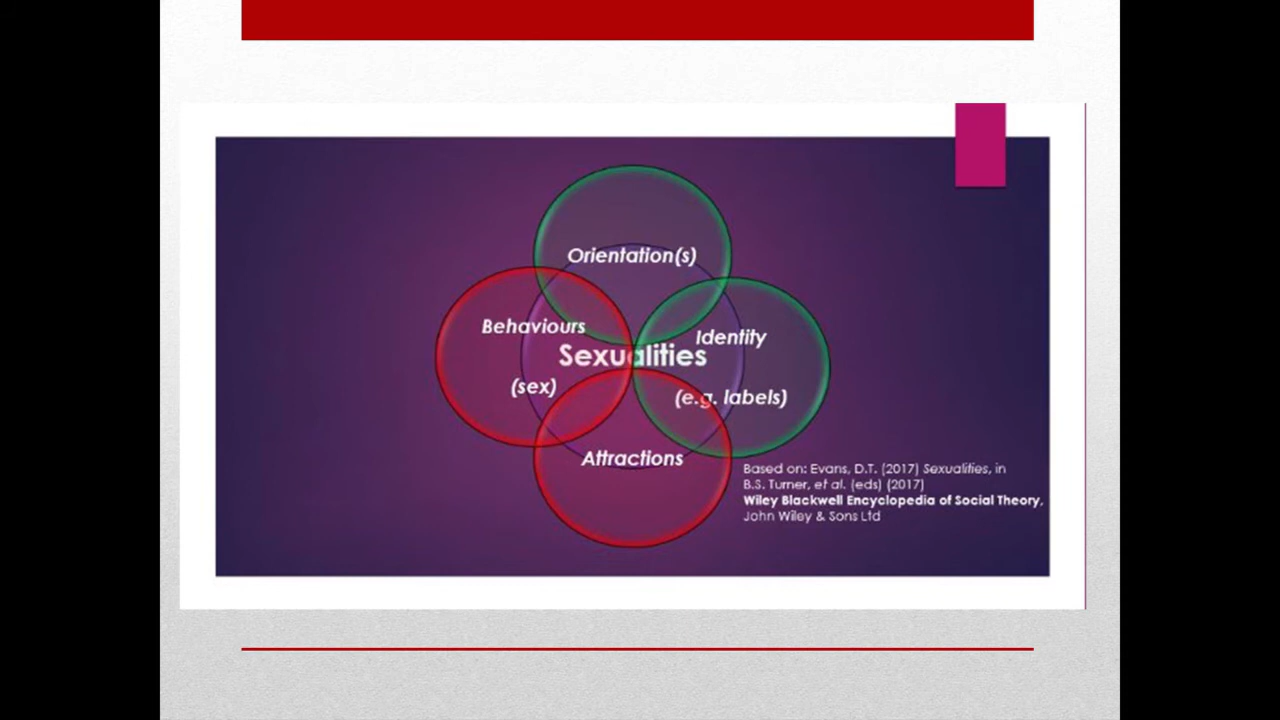 Orientation(s)
Behaviours
Identity
Sexualities
(sex)
(e.g. labels)
Attractions
Based on: Evans, D.T. (2017) Sexualities, in
B.S. Turner, et al. (eds) (2017)
Wiley Blackwell Encyclopedia of Social Theory,
John Wiley & Sons Ltd